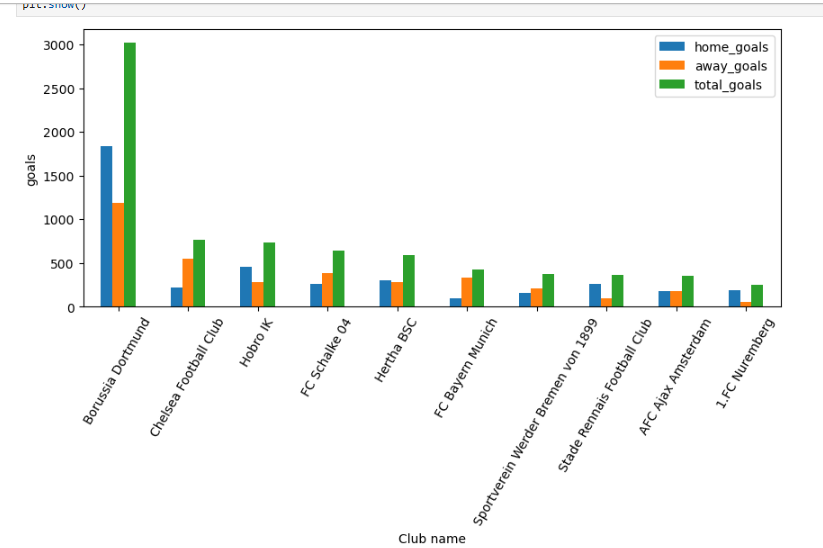 plt.show()
home_goals
away_goals
total_goals
3000
2500
2000
1500
1000
500
0
goals
Borussia Dortmund
Chelsea Football Club
Hobro IK
FC Schalke 04
Hertha BSC
FC Bayern Munich
Sportverein Werder Bremen von 1899
Stade Rennais Football Club
AFC Ajax Amsterdam
1.FC Nuremberg
Club name